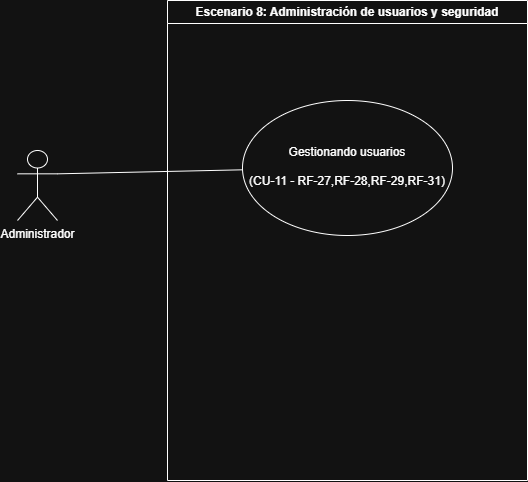 Escenario 8: Administración de usuarios y seguridad
Gestionando usuarios
(CU-11 - RF-27,RF-28,RF-29,RF-31)
Administrador